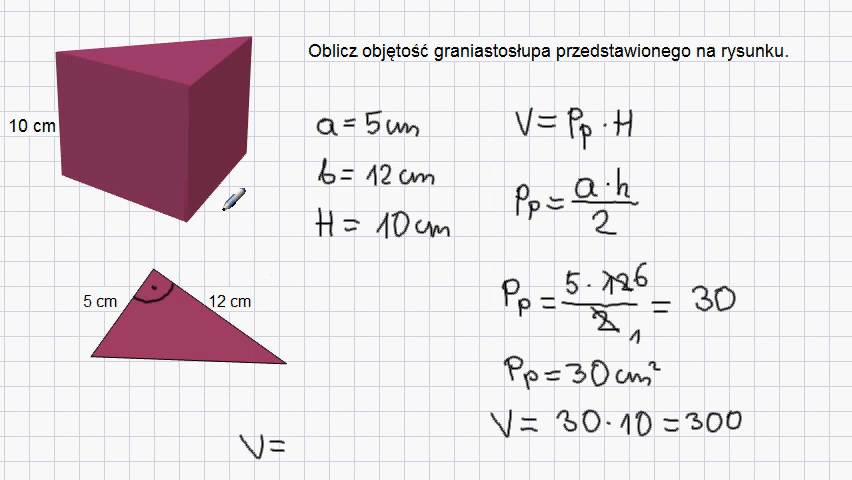 Oblicz objętość graniastosłupa przedstawionego na rysunku.
10 cm
a = 5 cm
b = 12 cm
H = 10 cm
V = Pp · H
Pp = a · h / 2
Pp = 5 · 12 6 / 2 1 = 30
Pp = 30 cm²
V = 30 · 10 = 300
5 cm
12 cm
V =